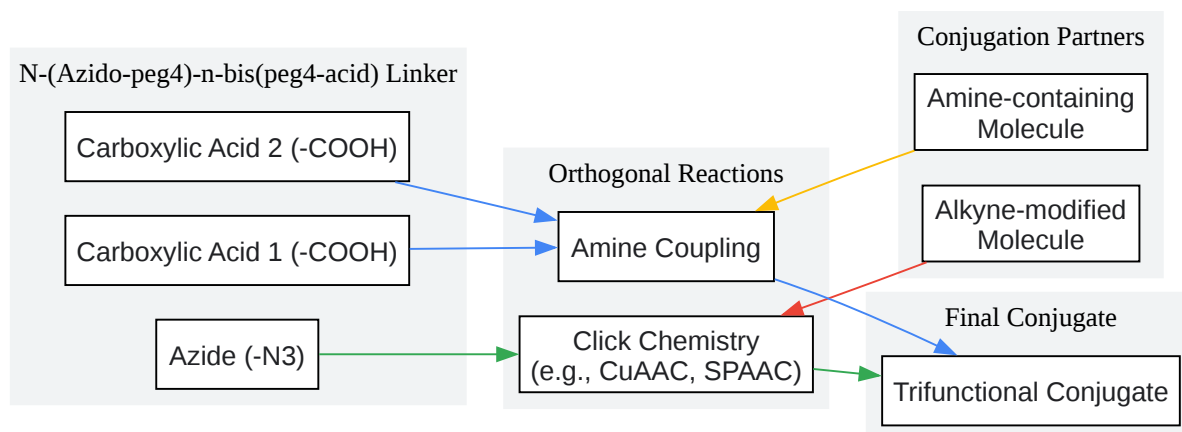 N-(Azido-peg4)-n-bis(peg4-acid) Linker
Carboxylic Acid 2 (-COOH)
Carboxylic Acid 1 (-COOH)
Azide (-N3)
Orthogonal Reactions
Amine Coupling
Click Chemistry
(e.g., CuAAC, SPAAC)
Conjugation Partners
Amine-containing
Molecule
Alkyne-modified
Molecule
Final Conjugate
Trifunctional Conjugate